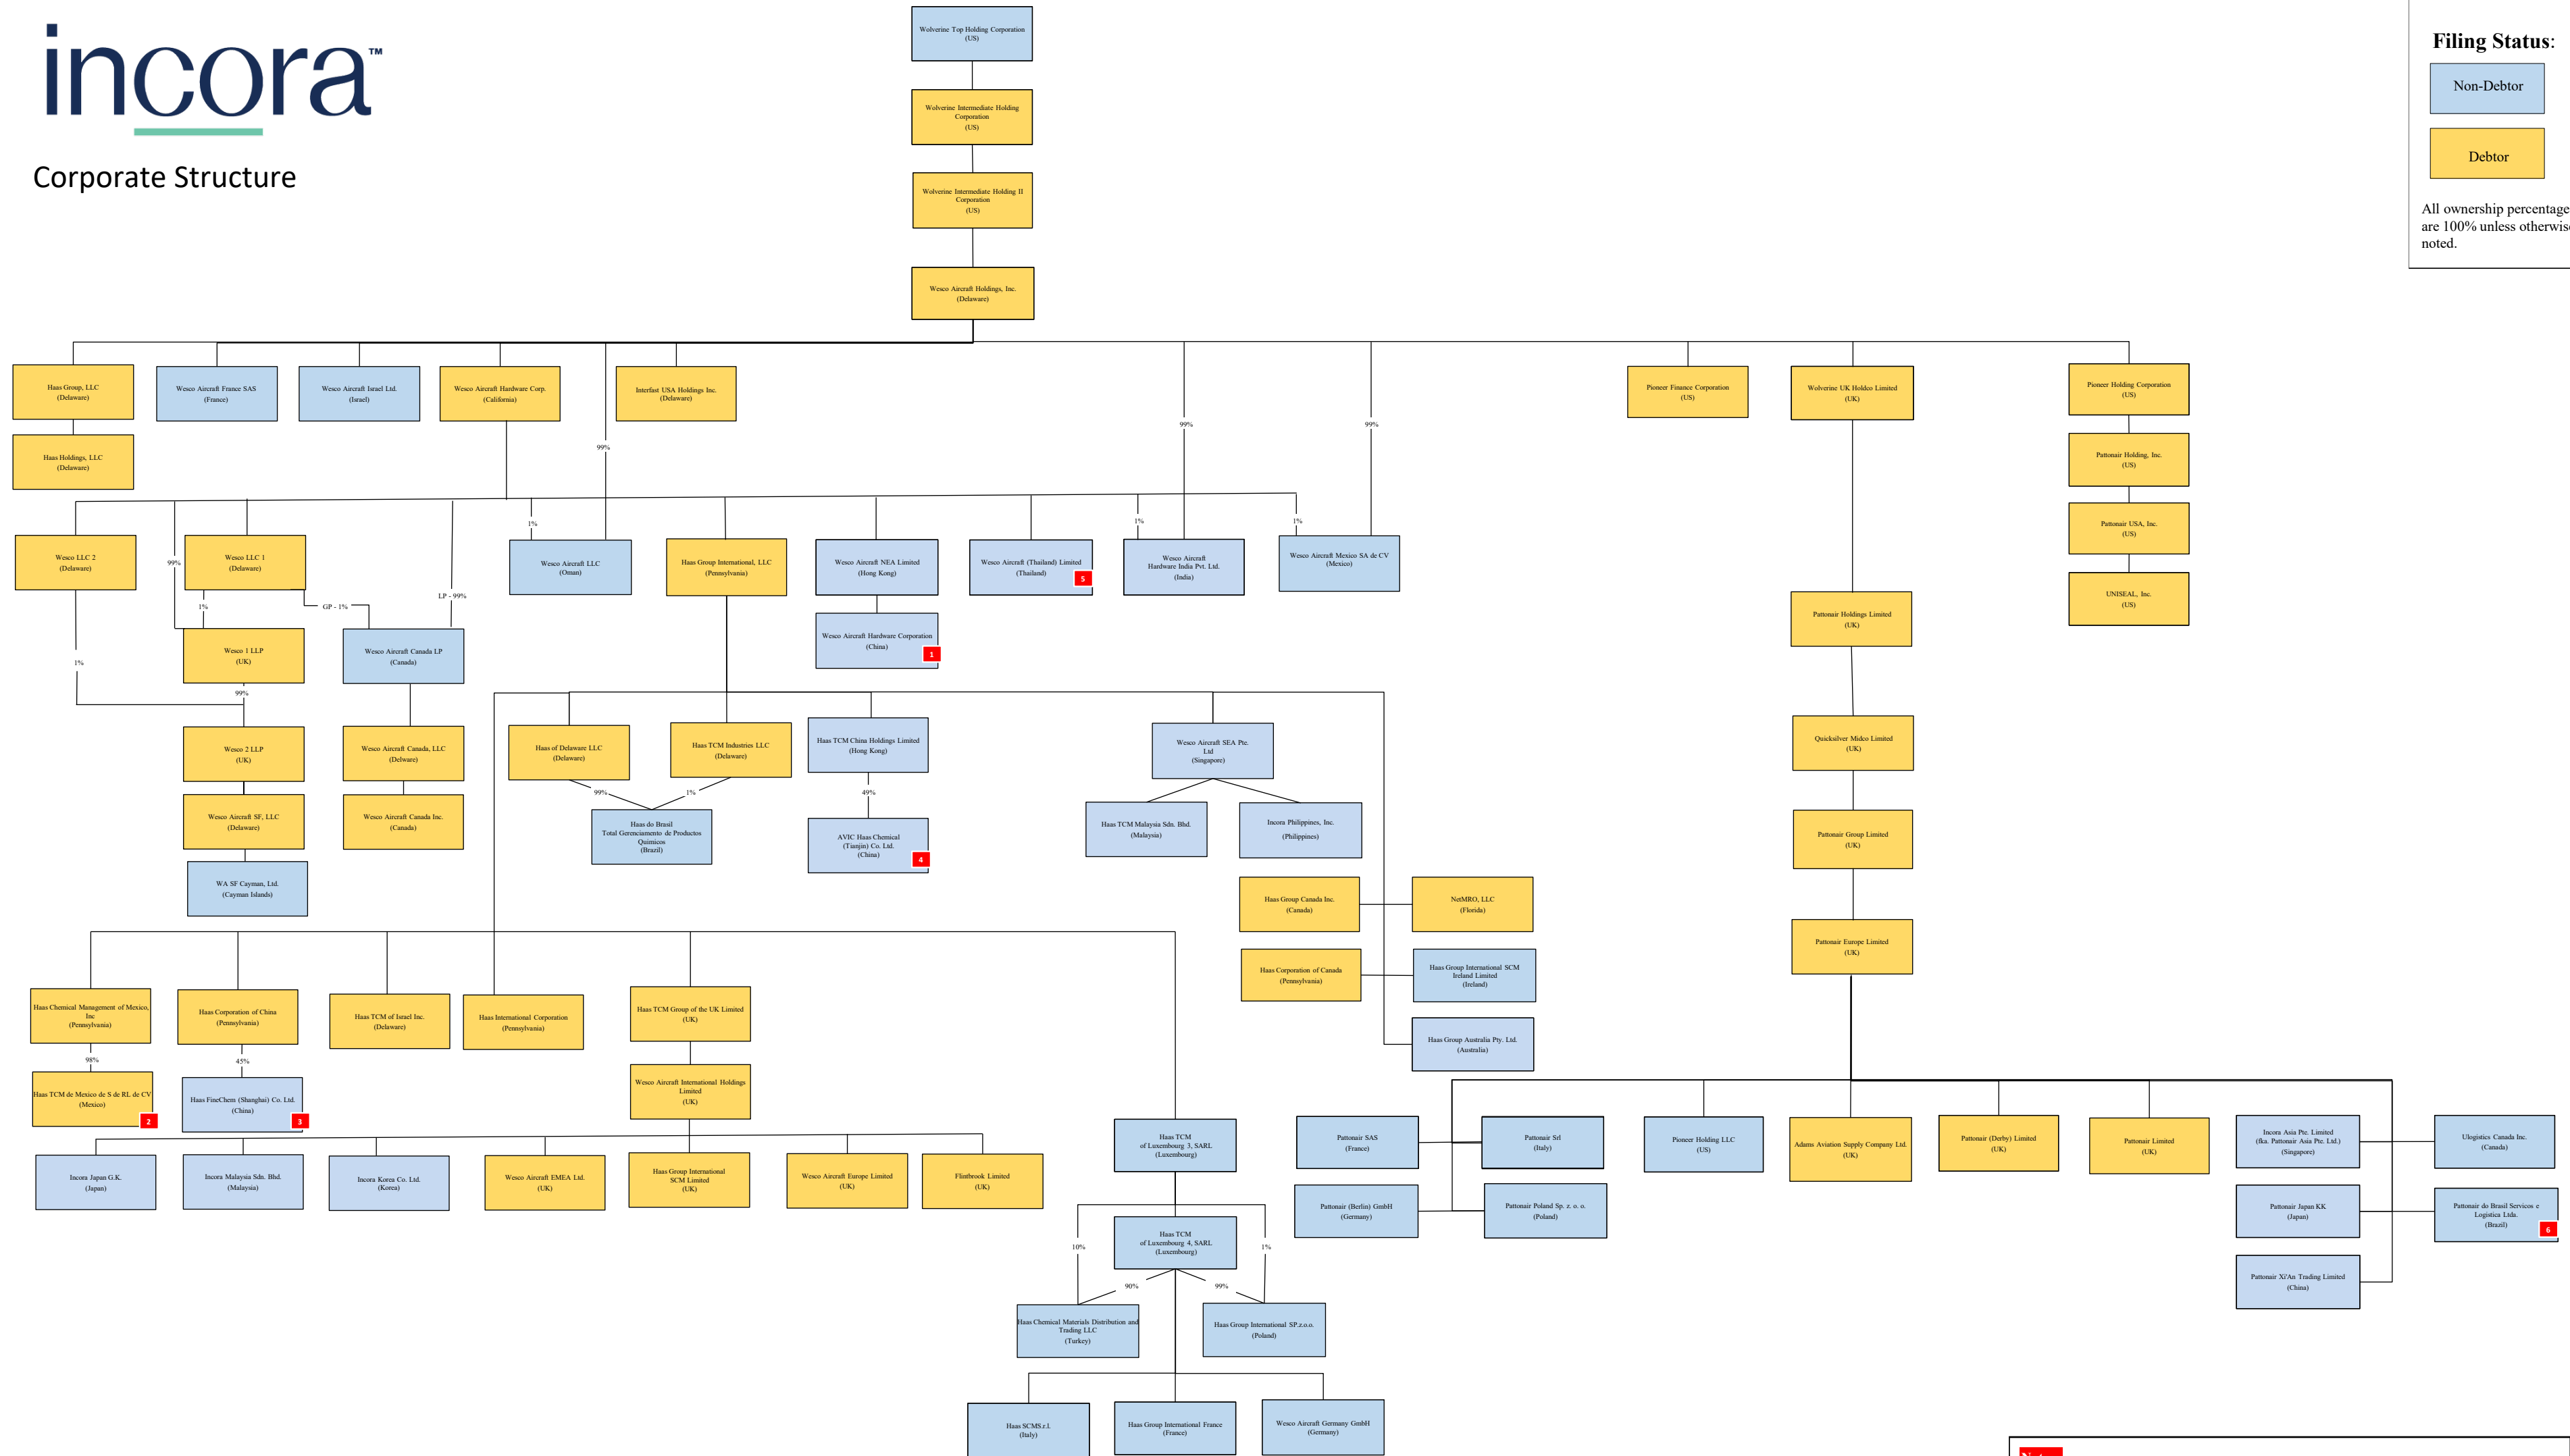 incora™
Corporate Structure
Filing Status:
Non-Debtor
Debtor
All ownership percentage
are 100% unless otherwis
noted.
Wolverine Top Holding Corporation
(US)
Wolverine Intermediate Holding
Corporation
(US)
Wolverine Intermediate Holding II
Corporation
(US)
Wesco Aircraft Holdings, Inc.
(Delaware)
Haas Group, LLC
(Delaware)
Wesco Aircraft France SAS
(France)
Wesco Aircraft Israel Ltd.
(Israel)
Wesco Aircraft Hardware Corp.
(California)
Interfast USA Holdings Inc.
(Delaware)
Pioneer Finance Corporation
(US)
Wolverine UK Holdco Limited
(UK)
Pioneer Holding Corporation
(US)
99%
99%
99%
Haas Holdings, LLC
(Delaware)
Pattonair Holding, Inc.
(US)
Pattonair USA, Inc.
(US)
UNISEAL, Inc.
(US)
1%
1%
1%
Wesco LLC 2
(Delaware)
99%
Wesco LLC 1
(Delaware)
Wesco Aircraft LLC
(Oman)
Haas Group International, LLC
(Pennsylvania)
Wesco Aircraft NEA Limited
(Hong Kong)
Wesco Aircraft (Thailand) Limited
(Thailand)
5
Wesco Aircraft
Hardware India Pvt. Ltd.
(India)
Wesco Aircraft Mexico SA de CV
(Mexico)
1%
GP - 1%
LP - 99%
Wesco 1 LLP
(UK)
Wesco Aircraft Canada LP
(Canada)
Wesco Aircraft Hardware Corporation
(China)
1
Pattonair Holdings Limited
(UK)
1%
99%
Wesco 2 LLP
(UK)
Wesco Aircraft Canada, LLC
(Delware)
Haas of Delaware LLC
(Delaware)
Haas TCM Industries LLC
(Delaware)
Haas TCM China Holdings Limited
(Hong Kong)
Wesco Aircraft SEA Pte.
Ltd
(Singapore)
Quicksilver Midco Limited
(UK)
99%
1%
49%
Wesco Aircraft SF, LLC
(Delaware)
Wesco Aircraft Canada Inc.
(Canada)
Haas do Brasil
Total Gerenciamento de Productos
Quimicos
(Brazil)
AVIC Haas Chemical
(Tianjin) Co. Ltd.
(China)
4
Haas TCM Malaysia Sdn. Bhd.
(Malaysia)
Incora Philippines, Inc.
(Philippines)
Pattonair Group Limited
(UK)
WA SF Cayman, Ltd.
(Cayman Islands)
Haas Group Canada Inc.
(Canada)
NetMRO, LLC
(Florida)
Pattonair Europe Limited
(UK)
Haas Corporation of Canada
(Pennsylvania)
Haas Group International SCM
Ireland Limited
(Ireland)
Haas Group Australia Pty. Ltd.
(Australia)
Haas Chemical Management of Mexico,
Inc
(Pennsylvania)
Haas Corporation of China
(Pennsylvania)
Haas TCM of Israel Inc.
(Delaware)
Haas International Corporation
(Pennsylvania)
Haas TCM Group of the UK Limited
(UK)
98%
45%
Haas TCM de Mexico de S de RL de CV
(Mexico)
2
Haas FineChem (Shanghai) Co. Ltd.
(China)
3
Wesco Aircraft International Holdings
Limited
(UK)
Incora Japan G.K.
(Japan)
Incora Malaysia Sdn. Bhd.
(Malaysia)
Incora Korea Co. Ltd.
(Korea)
Wesco Aircraft EMEA Ltd.
(UK)
Haas Group International
SCM Limited
(UK)
Wesco Aircraft Europe Limited
(UK)
Flintbrook Limited
(UK)
Haas TCM
of Luxembourg 3, SARL
(Luxembourg)
Pattonair SAS
(France)
Pattonair Srl
(Italy)
Pioneer Holding LLC
(US)
Adams Aviation Supply Company Ltd.
(UK)
Pattonair (Derby) Limited
(UK)
Pattonair Limited
(UK)
Incora Asia Pte. Limited
(fka. Pattonair Asia Pte. Ltd.)
(Singapore)
Ulogistics Canada Inc.
(Canada)
Pattonair (Berlin) GmbH
(Germany)
Pattonair Poland Sp. z. o. o.
(Poland)
Pattonair Japan KK
(Japan)
Pattonair do Brasil Servicos e
Logistica Ltda.
(Brazil)
6
Pattonair Xi'An Trading Limited
(China)
10%
Haas TCM
of Luxembourg 4, SARL
(Luxembourg)
1%
90%
99%
Haas Chemical Materials Distribution and
Trading LLC
(Turkey)
Haas Group International SP.z.o.o.
(Poland)
Haas SCMS.r.l.
(Italy)
Haas Group International France
(France)
Wesco Aircraft Germany GmbH
(Germany)